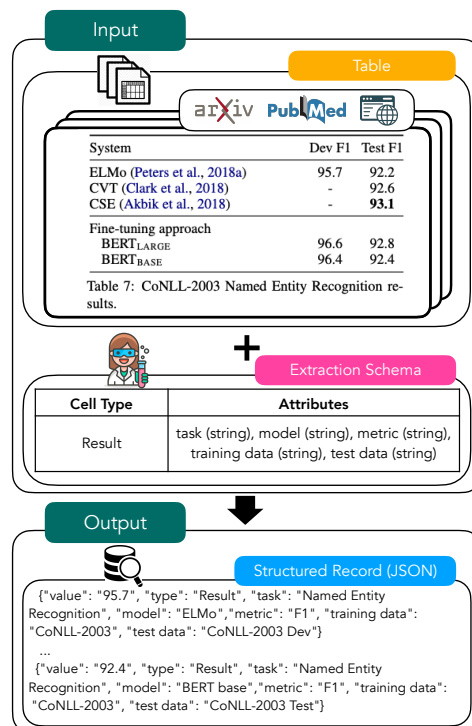 Input
Table
arXiv PubMed
System Dev F1 Test F1
ELMo (Peters et al., 2018a) 95.7 92.2
CVT (Clark et al., 2018) - 92.6
CSE (Akbik et al., 2018) - 93.1
Fine-tuning approach
BERTLARGE 96.6 92.8
BERTBASE 96.4 92.4
Table 7: CoNLL-2003 Named Entity Recognition re-
sults.
+
Extraction Schema
Cell Type Attributes
Result task (string), model (string), metric (string),
training data (string), test data (string)
Output
Structured Record (JSON)
{"value": "95.7", "type": "Result", "task": "Named Entity
Recognition", "model": "ELMo","metric": "F1", "training data":
"CoNLL-2003", "test data": "CoNLL-2003 Dev"}
...
{"value": "92.4", "type": "Result", "task": "Named Entity
Recognition", "model": "BERT base","metric": "F1", "training data":
"CoNLL-2003", "test data": "CoNLL-2003 Test"}